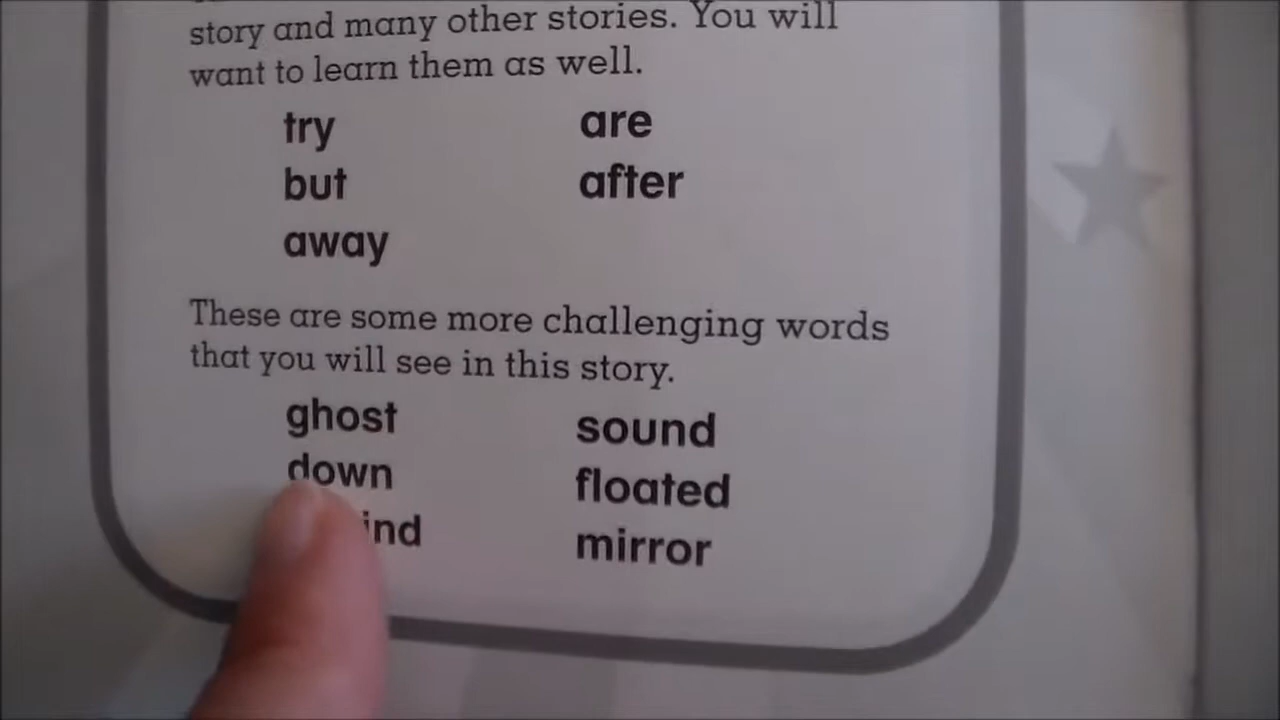 story and many other stories. You will
want to learn them as well.
try are
but after
away
These are some more challenging words
that you will see in this story.
ghost sound
down floated
mirror